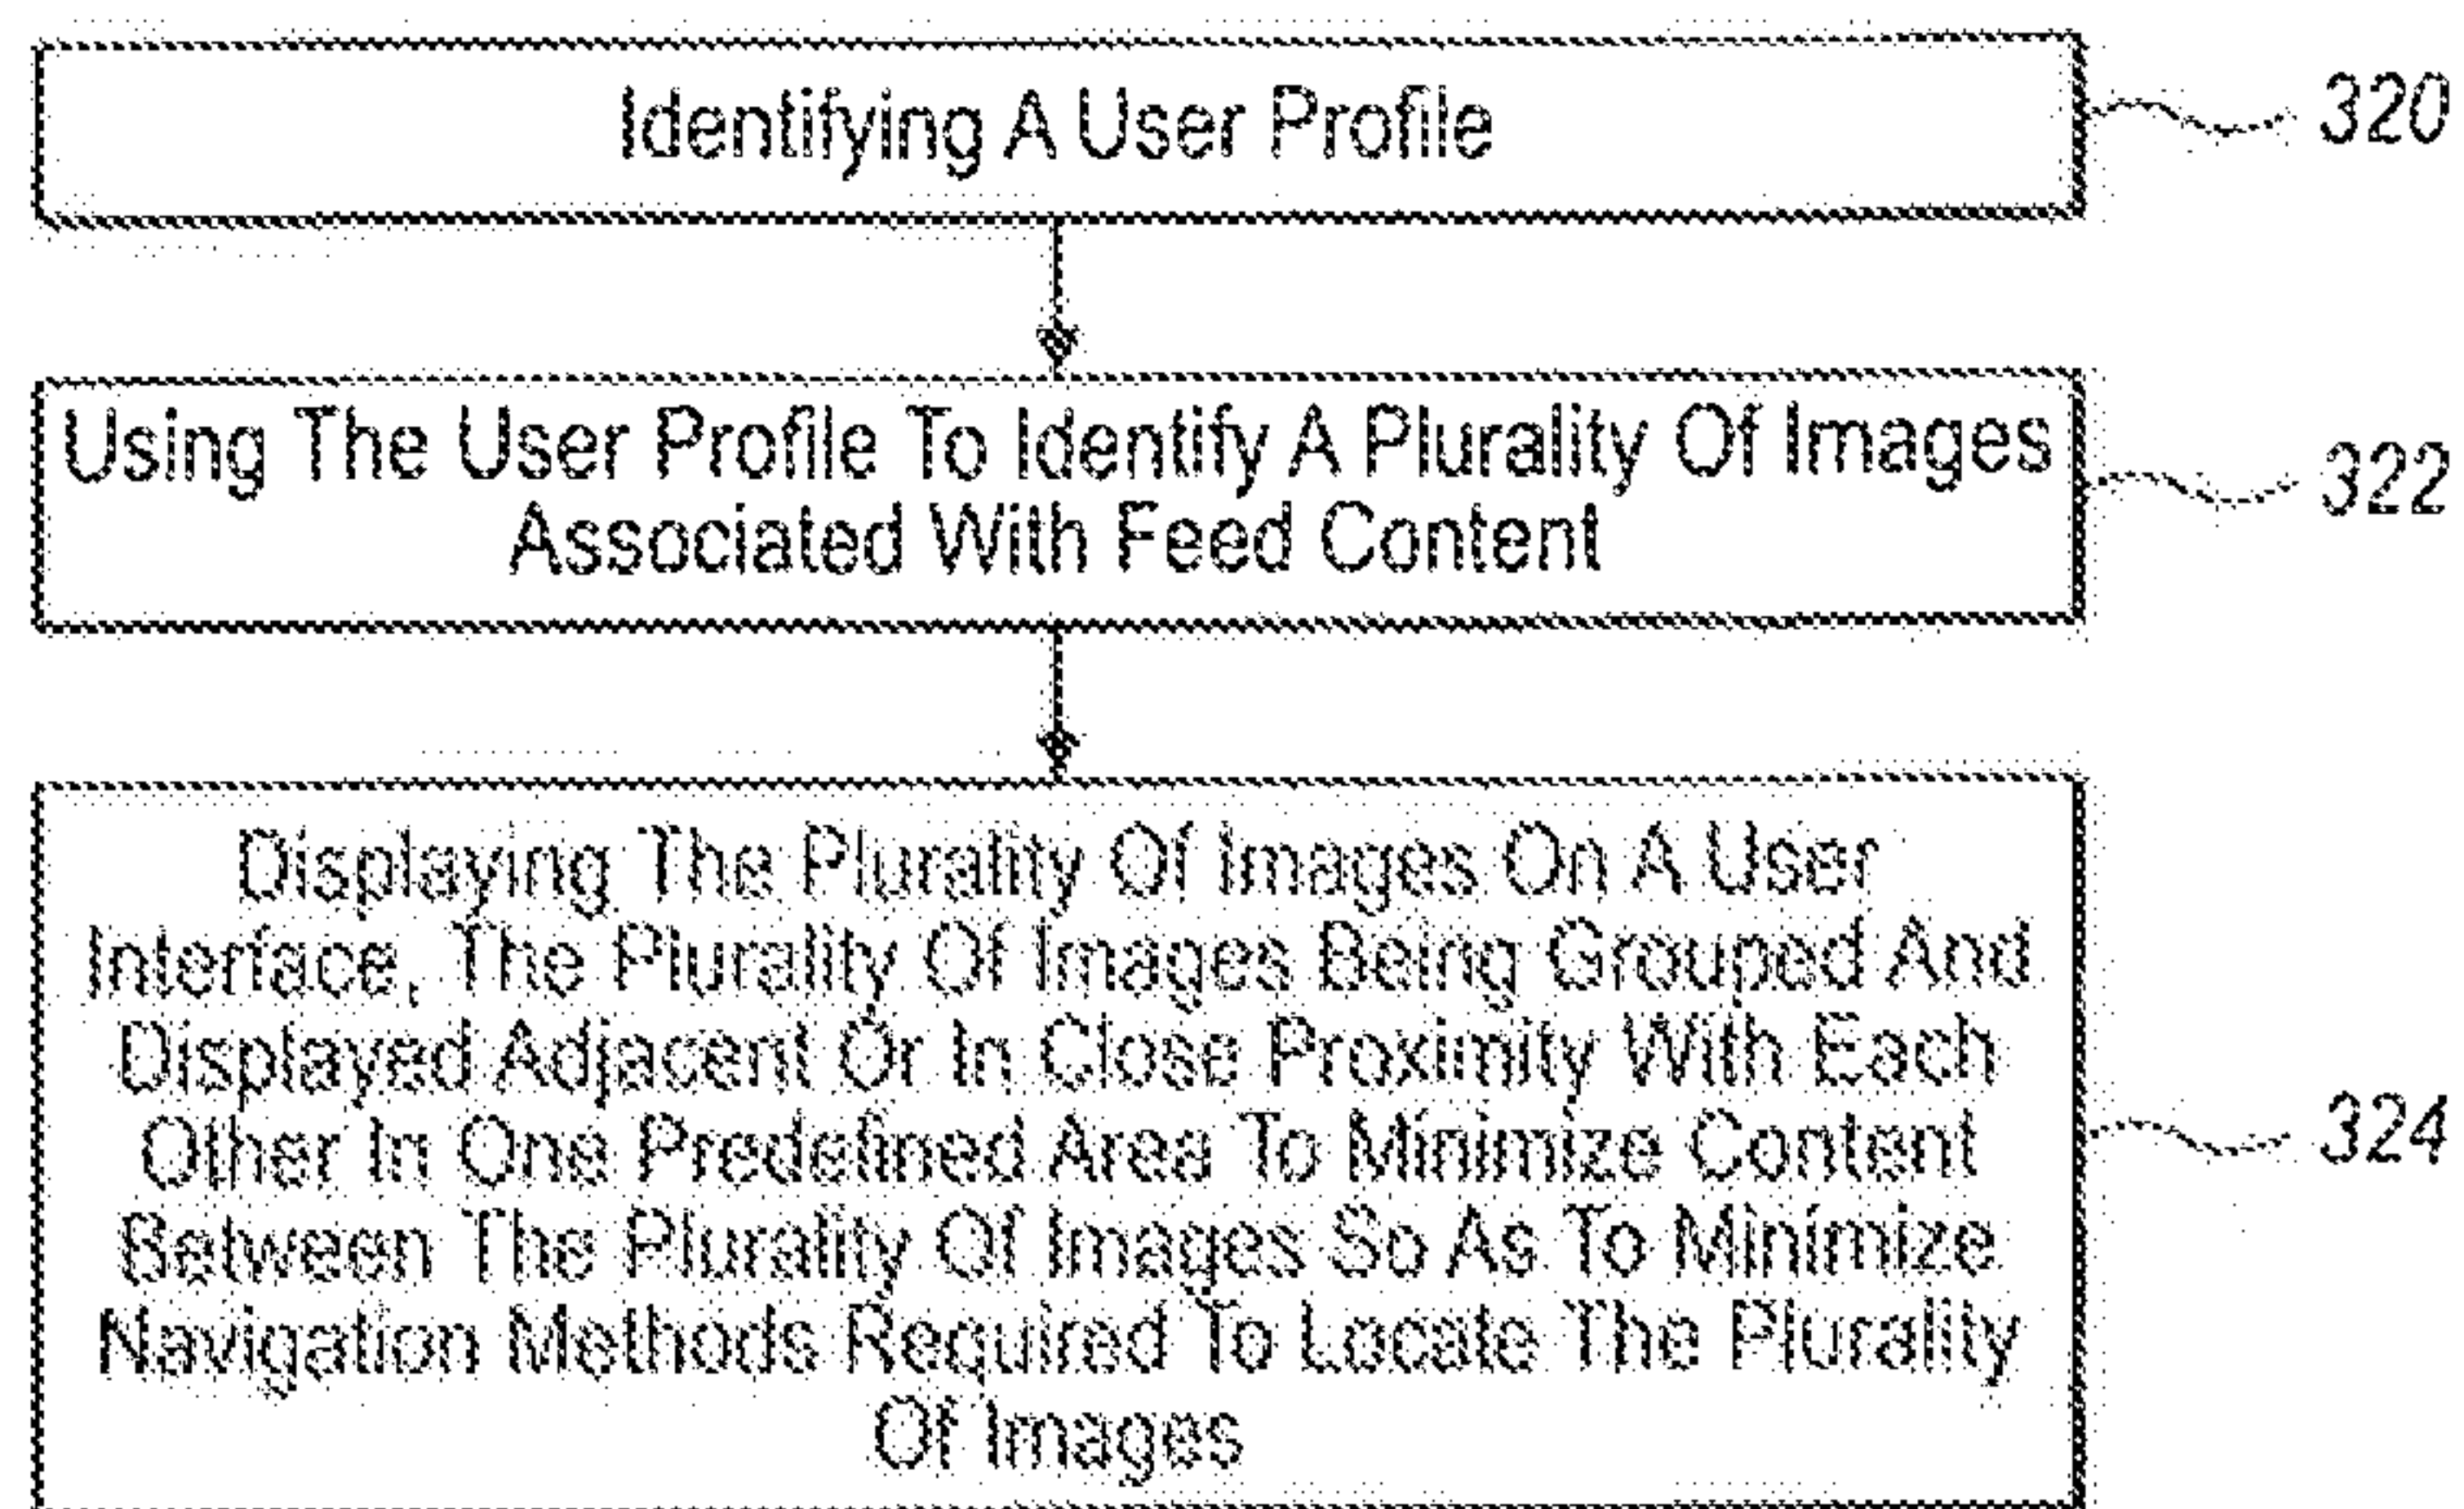 Identifying A User Profile
320
Using The User Profile To Identify A Plurality Of Images
Associated With Feed Content
322
Displaying The Plurality Of Images On A User
Interface, The Plurality Of Images Being Grouped And
Displayed Adjacent Or In Close Proximity With Each
Other In One Predefined Area To Minimize Content
Between The Plurality Of Images So As To Minimize
Navigation Methods Required To Locate The Plurality
Of Images
324